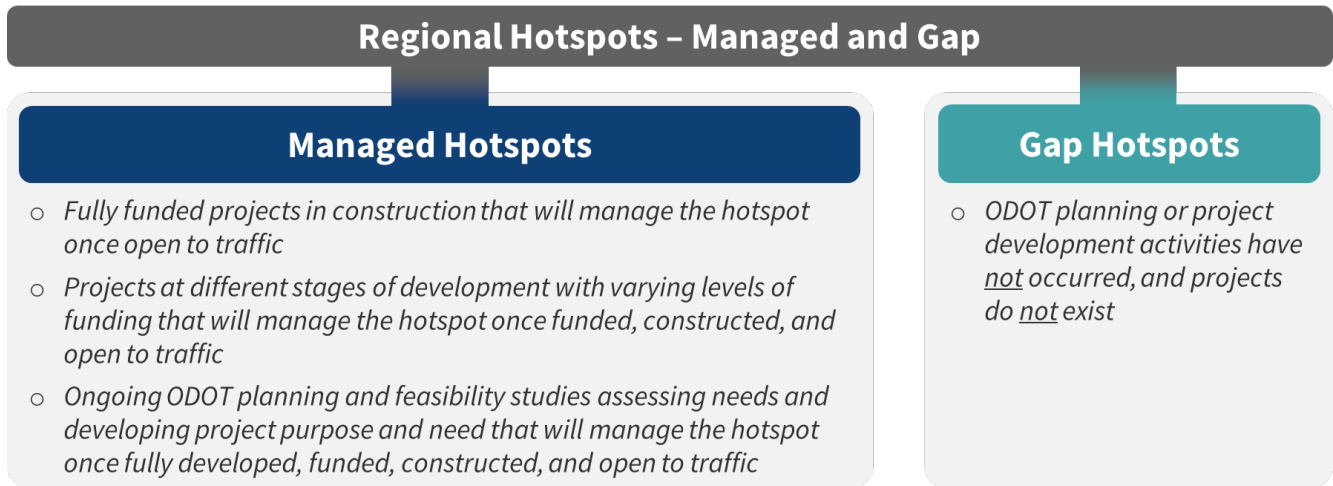 Regional Hotspots – Managed and Gap
Managed Hotspots
○ Fully funded projects in construction that will manage the hotspot
once open to traffic
○ Projects at different stages of development with varying levels of
funding that will manage the hotspot once funded, constructed, and
open to traffic
○ Ongoing ODOT planning and feasibility studies assessing needs and
developing project purpose and need that will manage the hotspot
once fully developed, funded, constructed, and open to traffic
Gap Hotspots
○ ODOT planning or project
development activities have
not occurred, and projects
do not exist